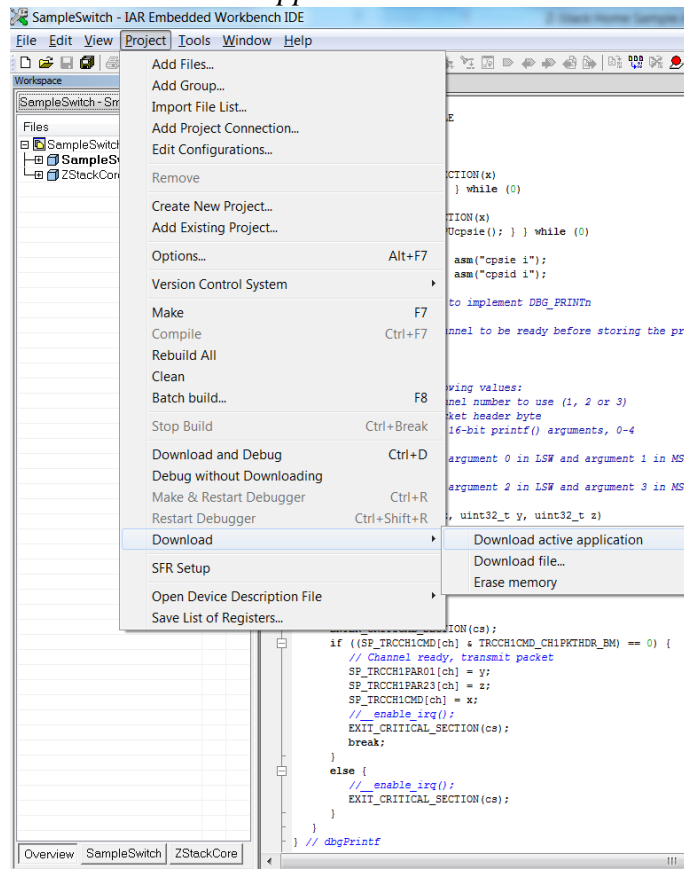 SampleSwitch - IAR Embedded Workbench IDE
File Edit View Project Tools Window Help
Workspace
SampleSwitch - Sm
Files
SampleSwitch
SampleSw
ZStackCore
Add Files...
Add Group...
Import File List...
Add Project Connection...
Edit Configurations...
Remove
Create New Project...
Add Existing Project...
Options... Alt+F7
Version Control System
Make F7
Compile Ctrl+F7
Rebuild All
Clean
Batch build... F8
Stop Build Ctrl+Break
Download and Debug Ctrl+D
Debug without Downloading
Make & Restart Debugger Ctrl+R
Restart Debugger Ctrl+Shift+R
Download
SFR Setup
Open Device Description File
Save List of Registers...
Download active application
Download file...
Erase memory
CTION(x)
} while (0)
TION(x)
Ucpsie(); } } while (0)
asm("cpsie i");
asm("cpsid i");
to implement DBG_PRINTn
nnel to be ready before storing the pr
wing values:
nel number to use (1, 2 or 3)
ket header byte
16-bit printf() arguments, 0-4
argument 0 in LSW and argument 1 in MS
argument 2 in LSW and argument 3 in MS
, uint32_t y, uint32_t z)
ENTER_CRITICAL_SECTION(cs);
if ((SP_TRCCH1CMD[ch] & TRCCH1CMD_CH1PKTHDR_BM) == 0) {
// Channel ready, transmit packet
SP_TRCCH1PAR01[ch] = y;
SP_TRCCH1PAR23[ch] = z;
SP_TRCCH1CMD[ch] = x;
//__enable_irq();
EXIT_CRITICAL_SECTION(cs);
break;
}
else {
//__enable_irq();
EXIT_CRITICAL_SECTION(cs);
}
}
} // dbgPrintf
Overview SampleSwitch ZStackCore